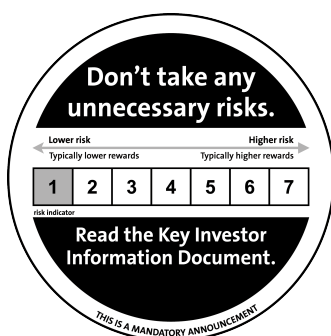 Don't take any
unnecessary risks.
Lower risk Higher risk
Typically lower rewards Typically higher rewards
1 2 3 4 5 6 7
risk indicator
Read the Key Investor
Information Document.
THIS IS A MANDATORY ANNOUNCEMENT